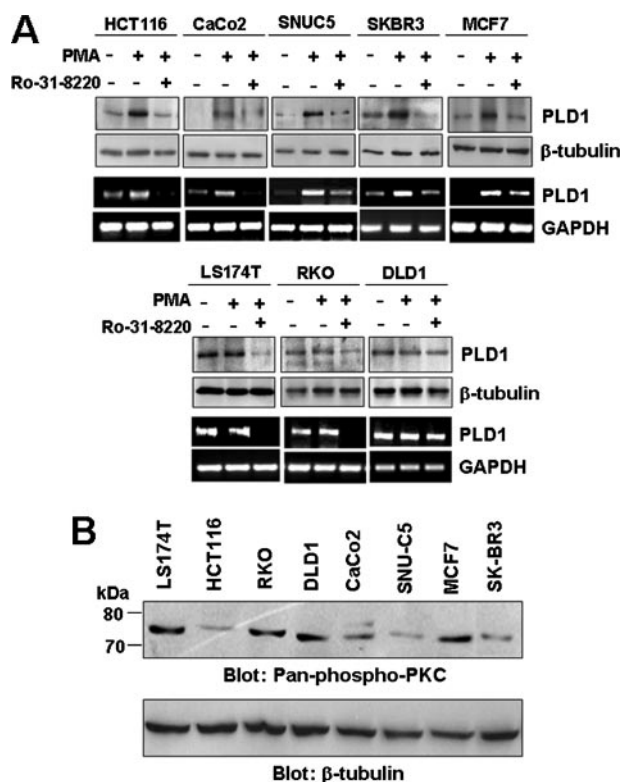 A
HCT116 CaCo2 SNUC5 SKBR3 MCF7
PMA - + + - + + - + + - + + - + +
Ro-31-8220 - - + - - + - - + - - + - - +
PLD1
β-tubulin
PLD1
GAPDH
LS174T RKO DLD1
PMA - + + - + + - + +
Ro-31-8220 - - + - - + - - +
PLD1
β-tubulin
PLD1
GAPDH
B
LS174T HCT116 RKO DLD1 CaCo2 SNU-C5 MCF7 SK-BR3
kDa
80
70
Blot: Pan-phospho-PKC
Blot: β-tubulin